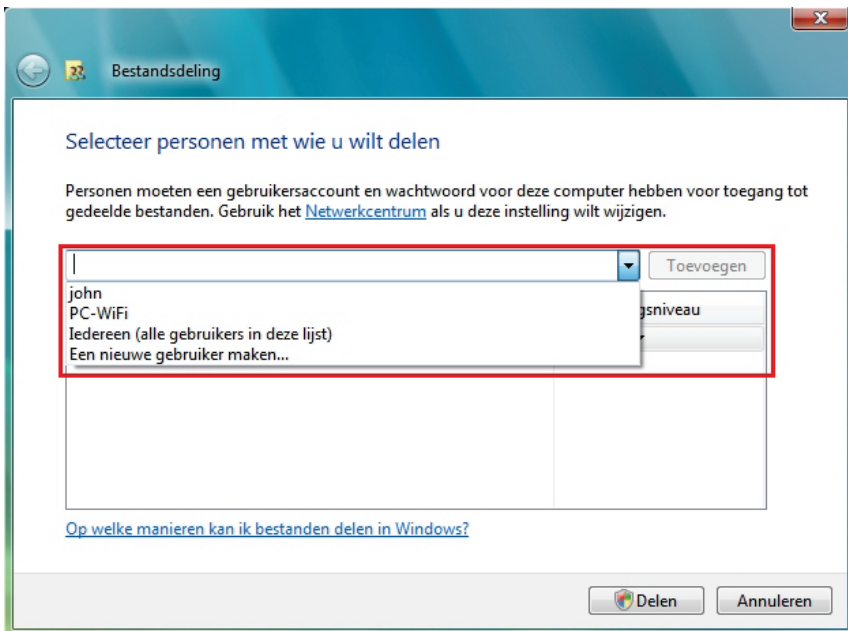 Bestandsdeling
Selecteer personen met wie u wilt delen
Personen moeten een gebruikersaccount en wachtwoord voor deze computer hebben voor toegang tot
gedeelde bestanden. Gebruik het Netwerkcentrum als u deze instelling wilt wijzigen.
Toevoegen
john
PC-WiFi
Iedereen (alle gebruikers in deze lijst)
Een nieuwe gebruiker maken...
gsniveau
Op welke manieren kan ik bestanden delen in Windows?
Delen Annuleren